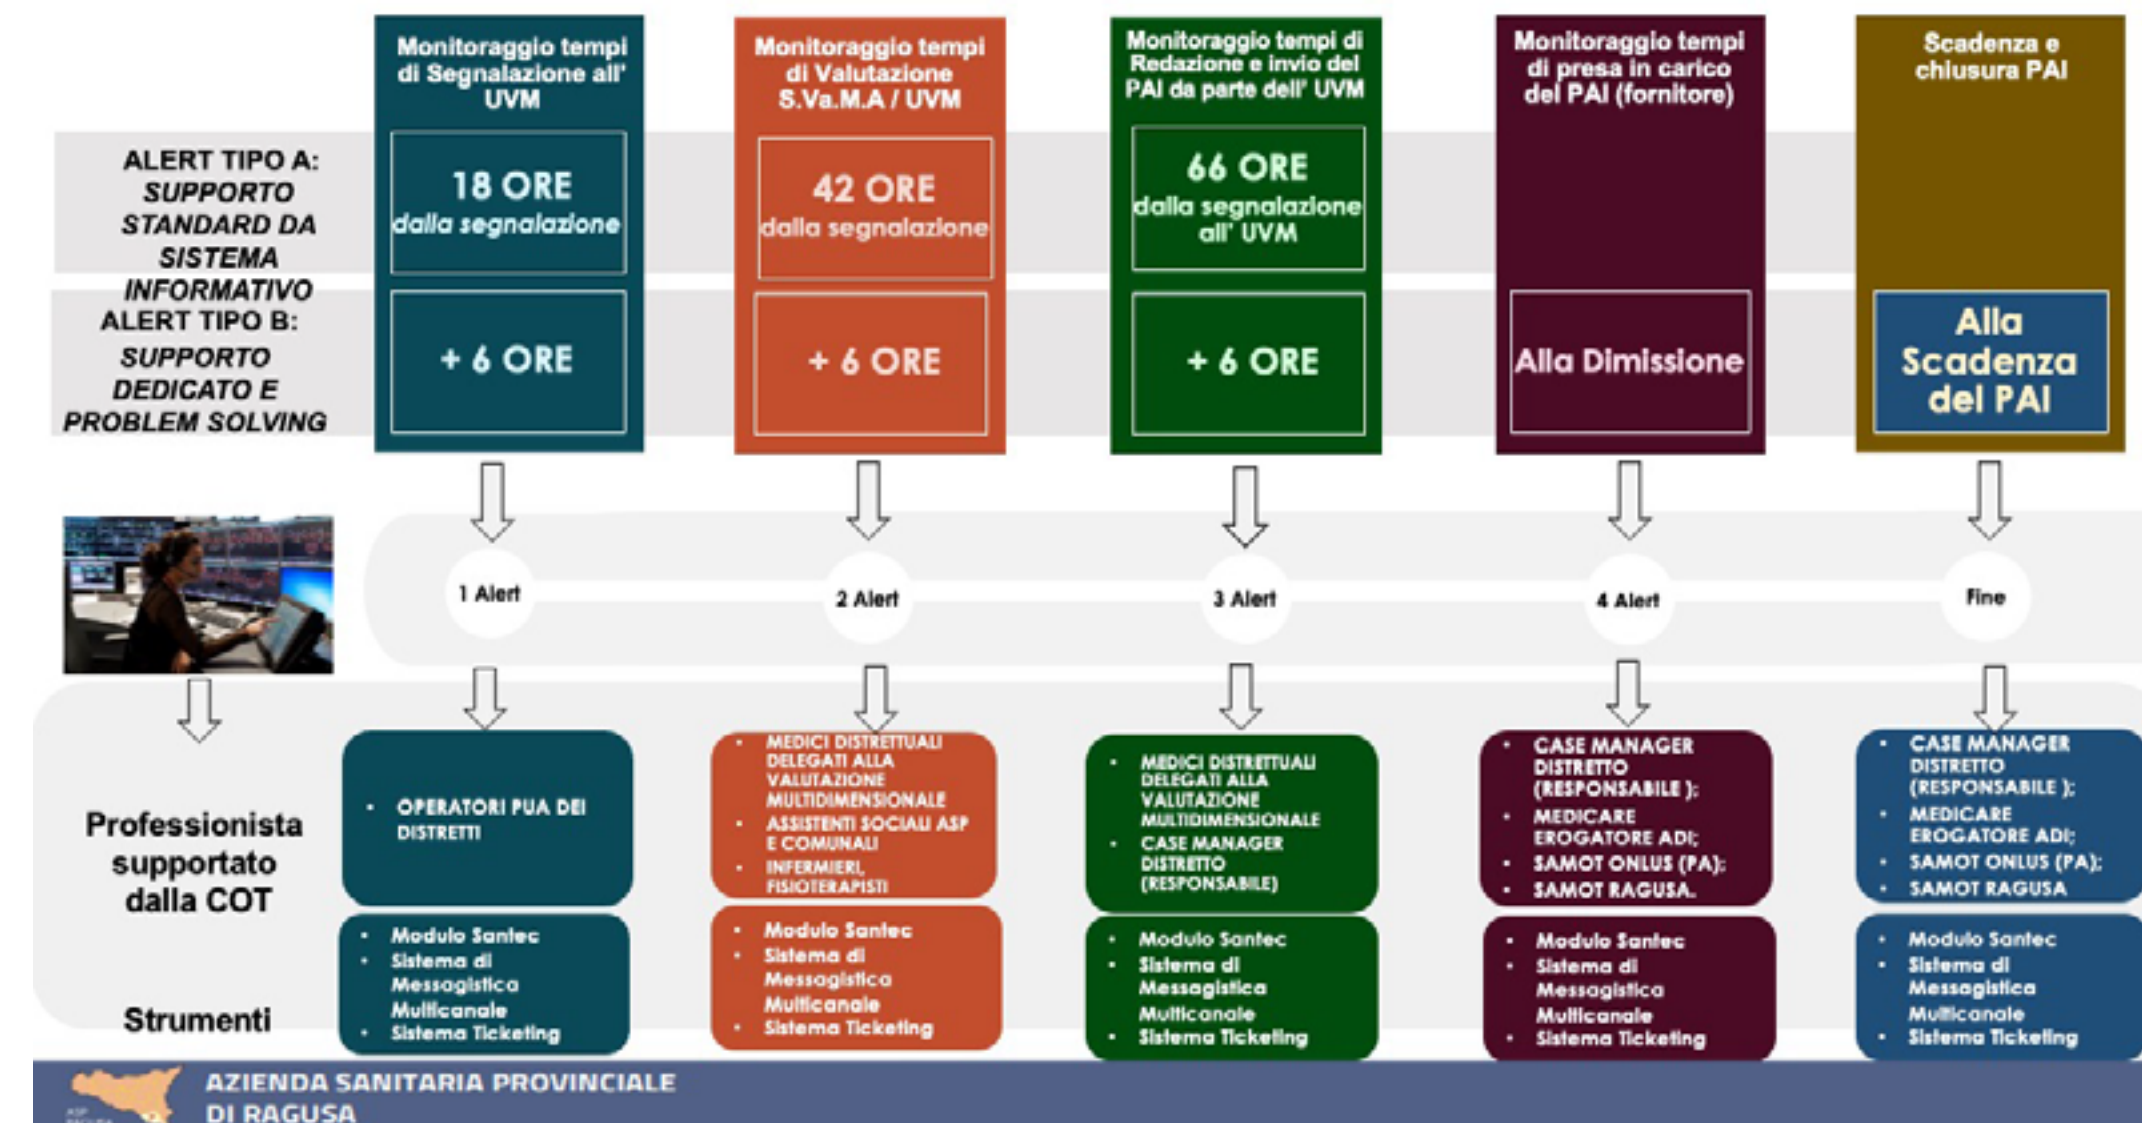 Monitoraggio tempi
di Segnalazione all'
UVM
Monitoraggio tempi
di Valutazione
S.Va.M.A / UVM
Monitoraggio tempi di
Redazione e invio del
PAI da parte dell' UVM
Monitoraggio tempi
di presa in carico
del PAI (fornitore)
Scadenza e
chiusura PAI
ALERT TIPO A:
SUPPORTO
STANDARD DA
SISTEMA
INFORMATIVO
18 ORE
dalla segnalazione
42 ORE
dalla segnalazione
66 ORE
dalla segnalazione
all' UVM
ALERT TIPO B:
SUPPORTO
DEDICATO E
PROBLEM SOLVING
+ 6 ORE
+ 6 ORE
+ 6 ORE
Alla Dimissione
Alla
Scadenza
del PAI
1 Alert
2 Alert
3 Alert
4 Alert
Fine
Professionista
supportato
dalla COT
• OPERATORI PUA DEI
DISTRETTI
• MEDICI DISTRETTUALI
DELEGATI ALLA
VALUTAZIONE
MULTIDIMENSIONALE
• ASSISTENTI SOCIALI ASP
E COMUNALI
• INFERMIERI,
FISIOTERAPISTI
• MEDICI DISTRETTUALI
DELEGATI ALLA
VALUTAZIONE
MULTIDIMENSIONALE
• CASE MANAGER
DISTRETTO
(RESPONSABILE)
• CASE MANAGER
DISTRETTO
(RESPONSABILE );
• MEDICARE
EROGATORE ADI;
• SAMOT ONLUS (PA);
• SAMOT RAGUSA.
• CASE MANAGER
DISTRETTO
(RESPONSABILE );
• MEDICARE
EROGATORE ADI;
• SAMOT ONLUS (PA);
• SAMOT RAGUSA
Strumenti
• Modulo Santec
• Sistema di
Messagistica
Multicanale
• Sistema Ticketing
• Modulo Santec
• Sistema di
Messagistica
Multicanale
• Sistema Ticketing
• Modulo Santec
• Sistema di
Messagistica
Multicanale
• Sistema Ticketing
• Modulo Santec
• Sistema di
Messagistica
Multicanale
• Sistema Ticketing
• Modulo Santec
• Sistema di
Messagistica
Multicanale
• Sistema Ticketing
AZIENDA SANITARIA PROVINCIALE
DI RAGUSA